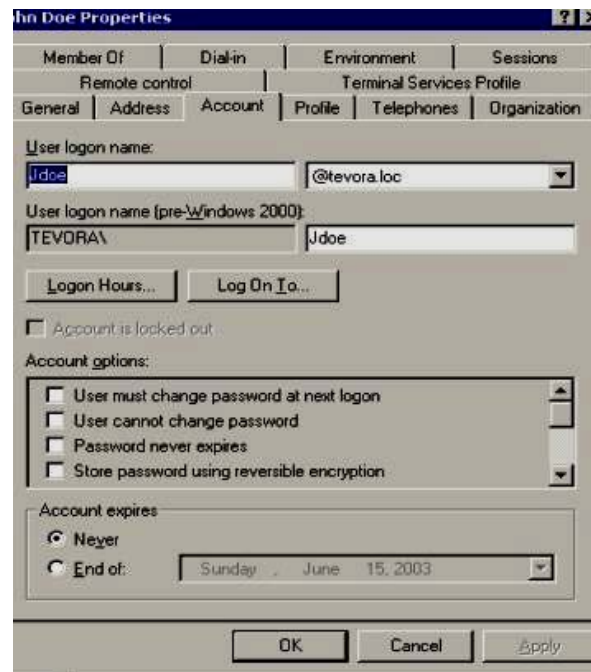 hn Doe Properties ?
Member Of Dial-in Environment Sessions
Remote control Terminal Services Profile
General Address Account Profile Telephones Organization
User logon name:
Jdoe @tevora.loc
User logon name (pre-Windows 2000):
TEVORA\ Jdoe
Logon Hours... Log On To...
Account is locked out
Account options:
User must change password at next logon
User cannot change password
Password never expires
Store password using reversible encryption
Account expires
Never
End of: Sunday , June 15, 2003
OK Cancel Apply